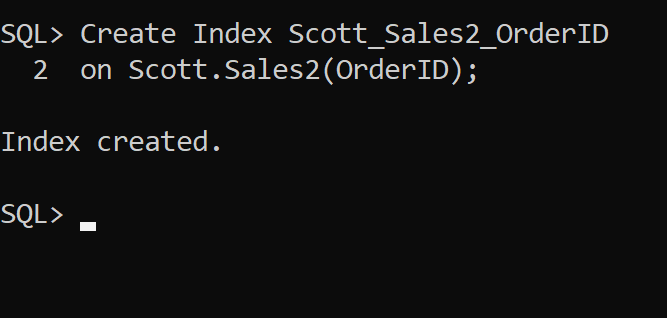 SQL> Create Index Scott_Sales2_OrderID
2 on Scott.Sales2(OrderID);
Index created.
SQL>